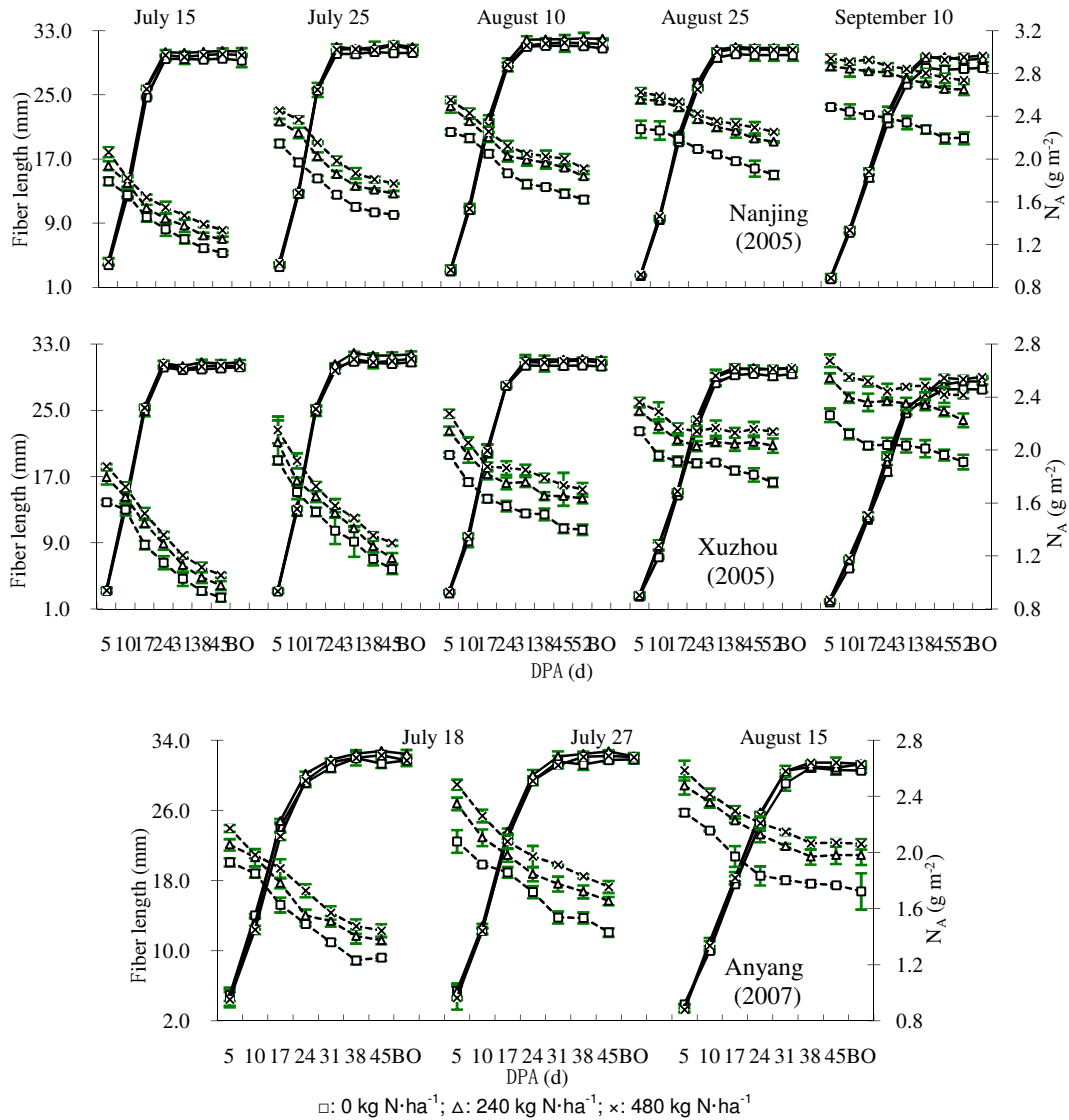 July 15 July 25 August 10 August 25 September 10
33.0
25.0
17.0
9.0
1.0
Fiber length (mm)
3.2
2.8
2.4
2.0
1.6
1.2
0.8
N_A (g m⁻²)
Nanjing
(2005)
33.0
25.0
17.0
9.0
1.0
Fiber length (mm)
2.8
2.4
2.0
1.6
1.2
0.8
N_A (g m⁻²)
Xuzhou
(2005)
5 10 17 24 31 38 45 BO 5 10 17 24 31 38 45 BO 5 10 17 24 31 38 45 52 BO 5 10 17 24 31 38 45 52 BO 5 10 17 24 31 38 45 52 BO
DPA (d)
July 18 July 27 August 15
34.0
26.0
18.0
10.0
2.0
Fiber length (mm)
2.8
2.4
2.0
1.6
1.2
0.8
N_A (g m⁻²)
Anyang
(2007)
5 10 17 24 31 38 45 BO 5 10 17 24 31 38 45 BO 5 10 17 24 31 38 45 BO
DPA (d)
□: 0 kg N·ha⁻¹; △: 240 kg N·ha⁻¹; ×: 480 kg N·ha⁻¹